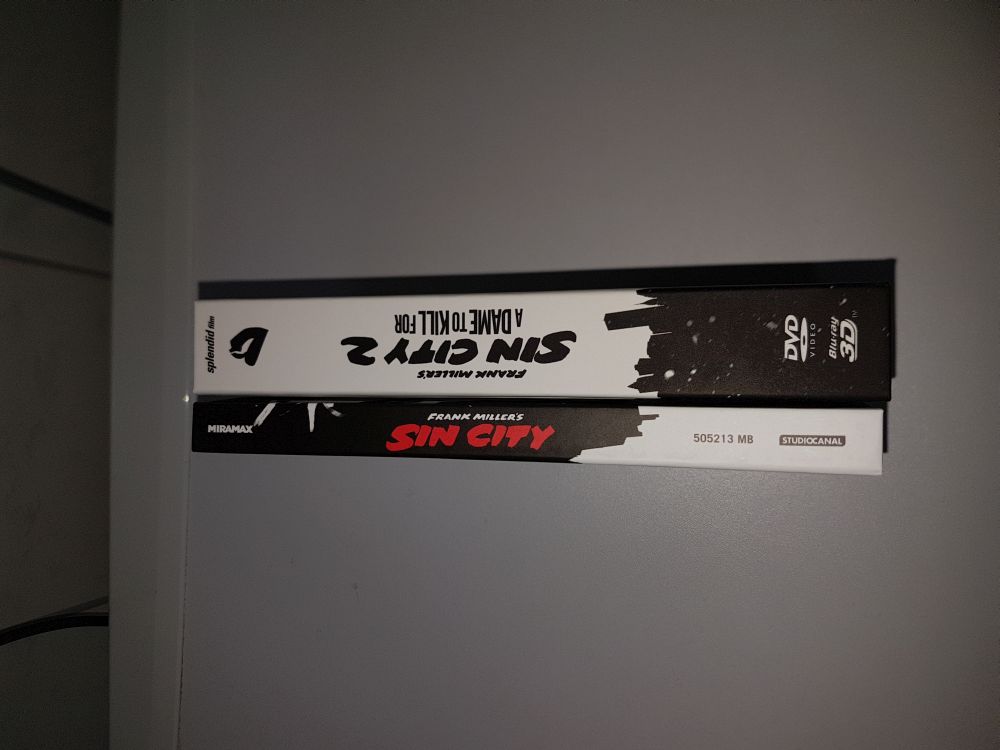 splendid film
FRANK MILLER'S
SIN CITY 2
A DAME TO KILL FOR
DVD
VIDEO
Blu-ray
3D™
MIRAMAX
FRANK MILLER'S
SIN CITY
505213 MB
STUDIOCANAL